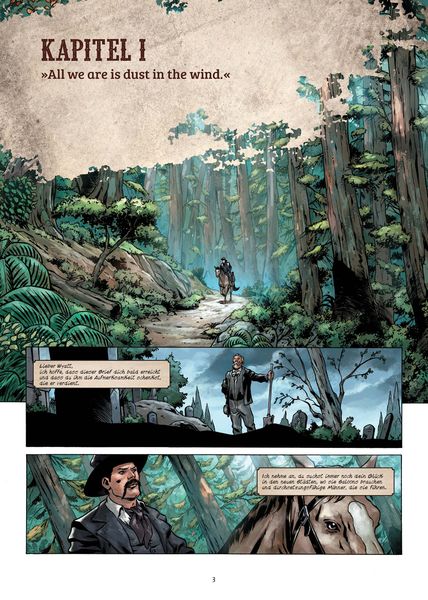 KAPITEL I
»All we are is dust in the wind.«
Lieber Wyatt,
ich hoffe, dass dieser Brief dich bald erreicht
und dass du ihm die Aufmerksamkeit schenkst,
die er verdient.
Ich nehme an, du suchst immer noch dein Glück
in den neuen Städten, wo sie Saloons brauchen
und durchsetzungsfähige Männer, die sie führen.
3